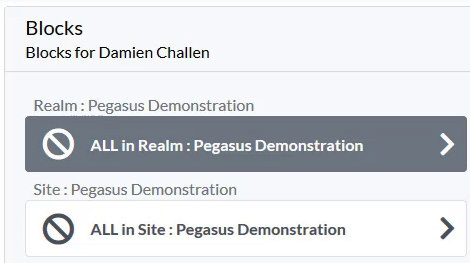 Blocks
Blocks for Damien Challen
Realm : Pegasus Demonstration
ALL in Realm : Pegasus Demonstration
Site : Pegasus Demonstration
ALL in Site : Pegasus Demonstration